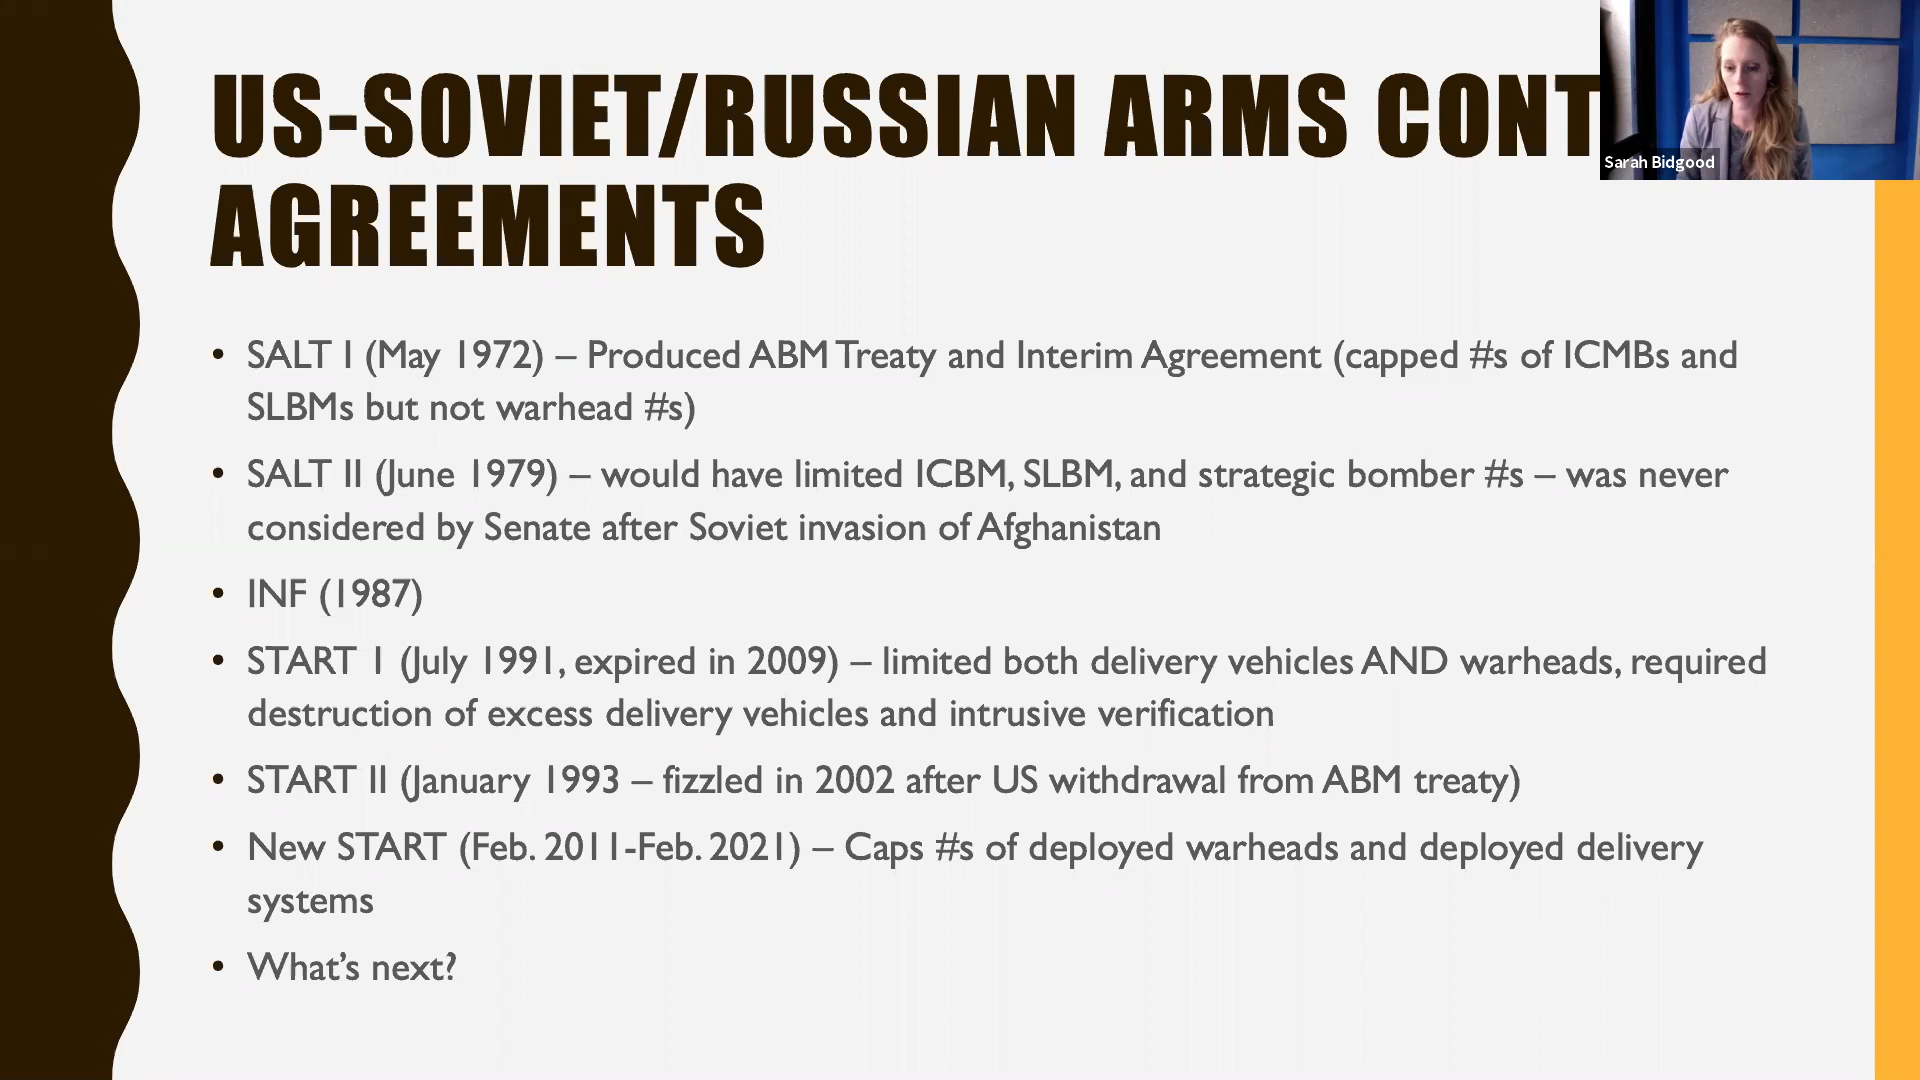 US-SOVIET/RUSSIAN ARMS CONT
Sarah Bidgood
AGREEMENTS
• SALT I (May 1972) – Produced ABM Treaty and Interim Agreement (capped #s of ICMBs and
SLBMs but not warhead #s)
• SALT II (June 1979) – would have limited ICBM, SLBM, and strategic bomber #s – was never
considered by Senate after Soviet invasion of Afghanistan
• INF (1987)
• START 1 (July 1991, expired in 2009) – limited both delivery vehicles AND warheads, required
destruction of excess delivery vehicles and intrusive verification
• START II (January 1993 – fizzled in 2002 after US withdrawal from ABM treaty)
• New START (Feb. 2011-Feb. 2021) – Caps #s of deployed warheads and deployed delivery
systems
• What’s next?